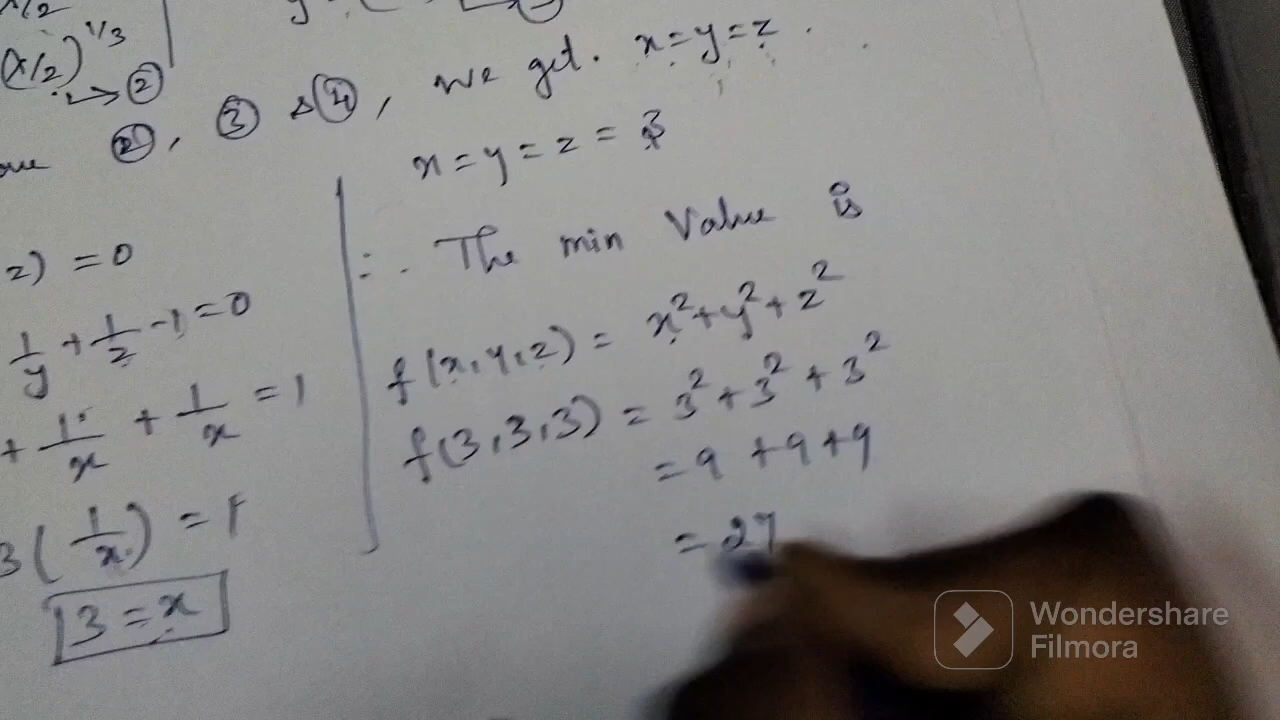 (x/2)^1/3
→ ②
②, ③ & ④, we get. x=y=z.
x=y=z=3
z) = 0
1/y + 1/z - 1 = 0
+ 1/x + 1/x = 1
3(1/x) = 1
3 = x
∴ The min Value is
f(x,y,z) = x²+y²+z²
f(3,3,3) = 3²+3²+3²
= 9+9+9
= 27
Wondershare
Filmora